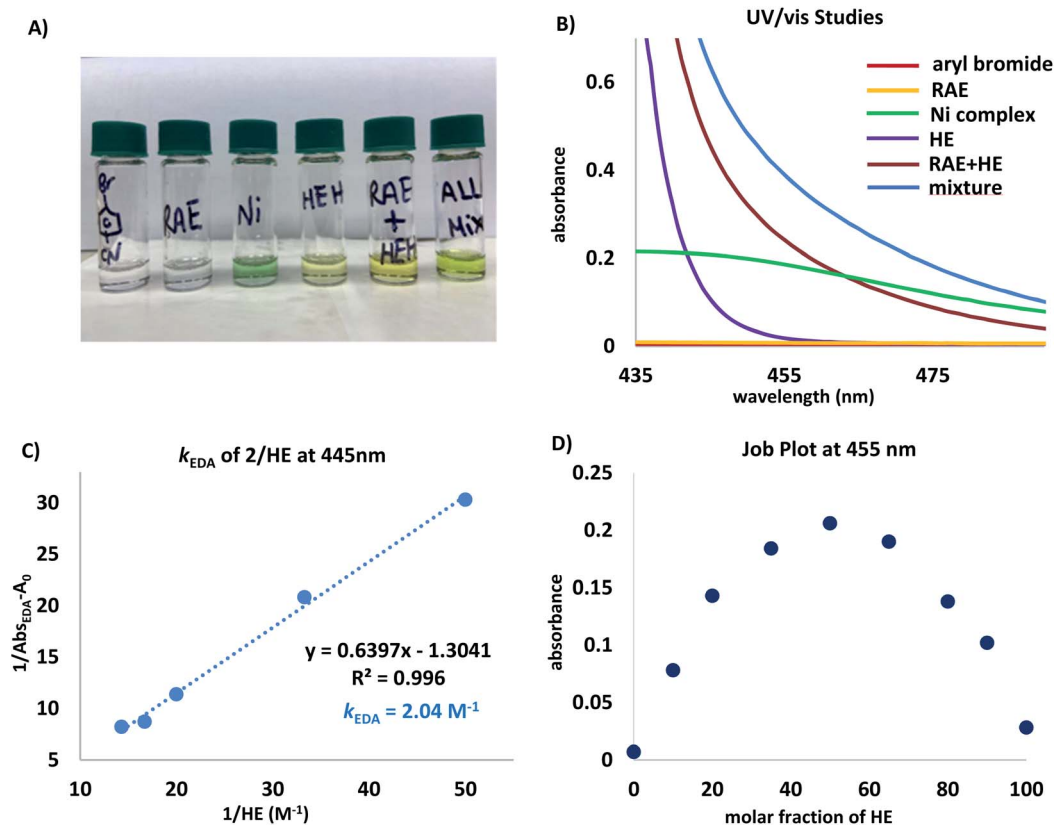 A)
Br
CN
RAE
Ni
HEH
RAE
+
HEH
ALL
Mix
B)
UV/vis Studies
absorbance
0.6
0.4
0.2
0
435
455
475
wavelength (nm)
aryl bromide
RAE
Ni complex
HE
RAE+HE
mixture
C)
kEDA of 2/HE at 445nm
1/AbsEDA-A0
30
25
20
15
10
5
10
20
30
40
50
1/HE (M-1)
y = 0.6397x - 1.3041
R² = 0.996
kEDA = 2.04 M-1
D)
Job Plot at 455 nm
absorbance
0.25
0.2
0.15
0.1
0.05
0
0
20
40
60
80
100
molar fraction of HE